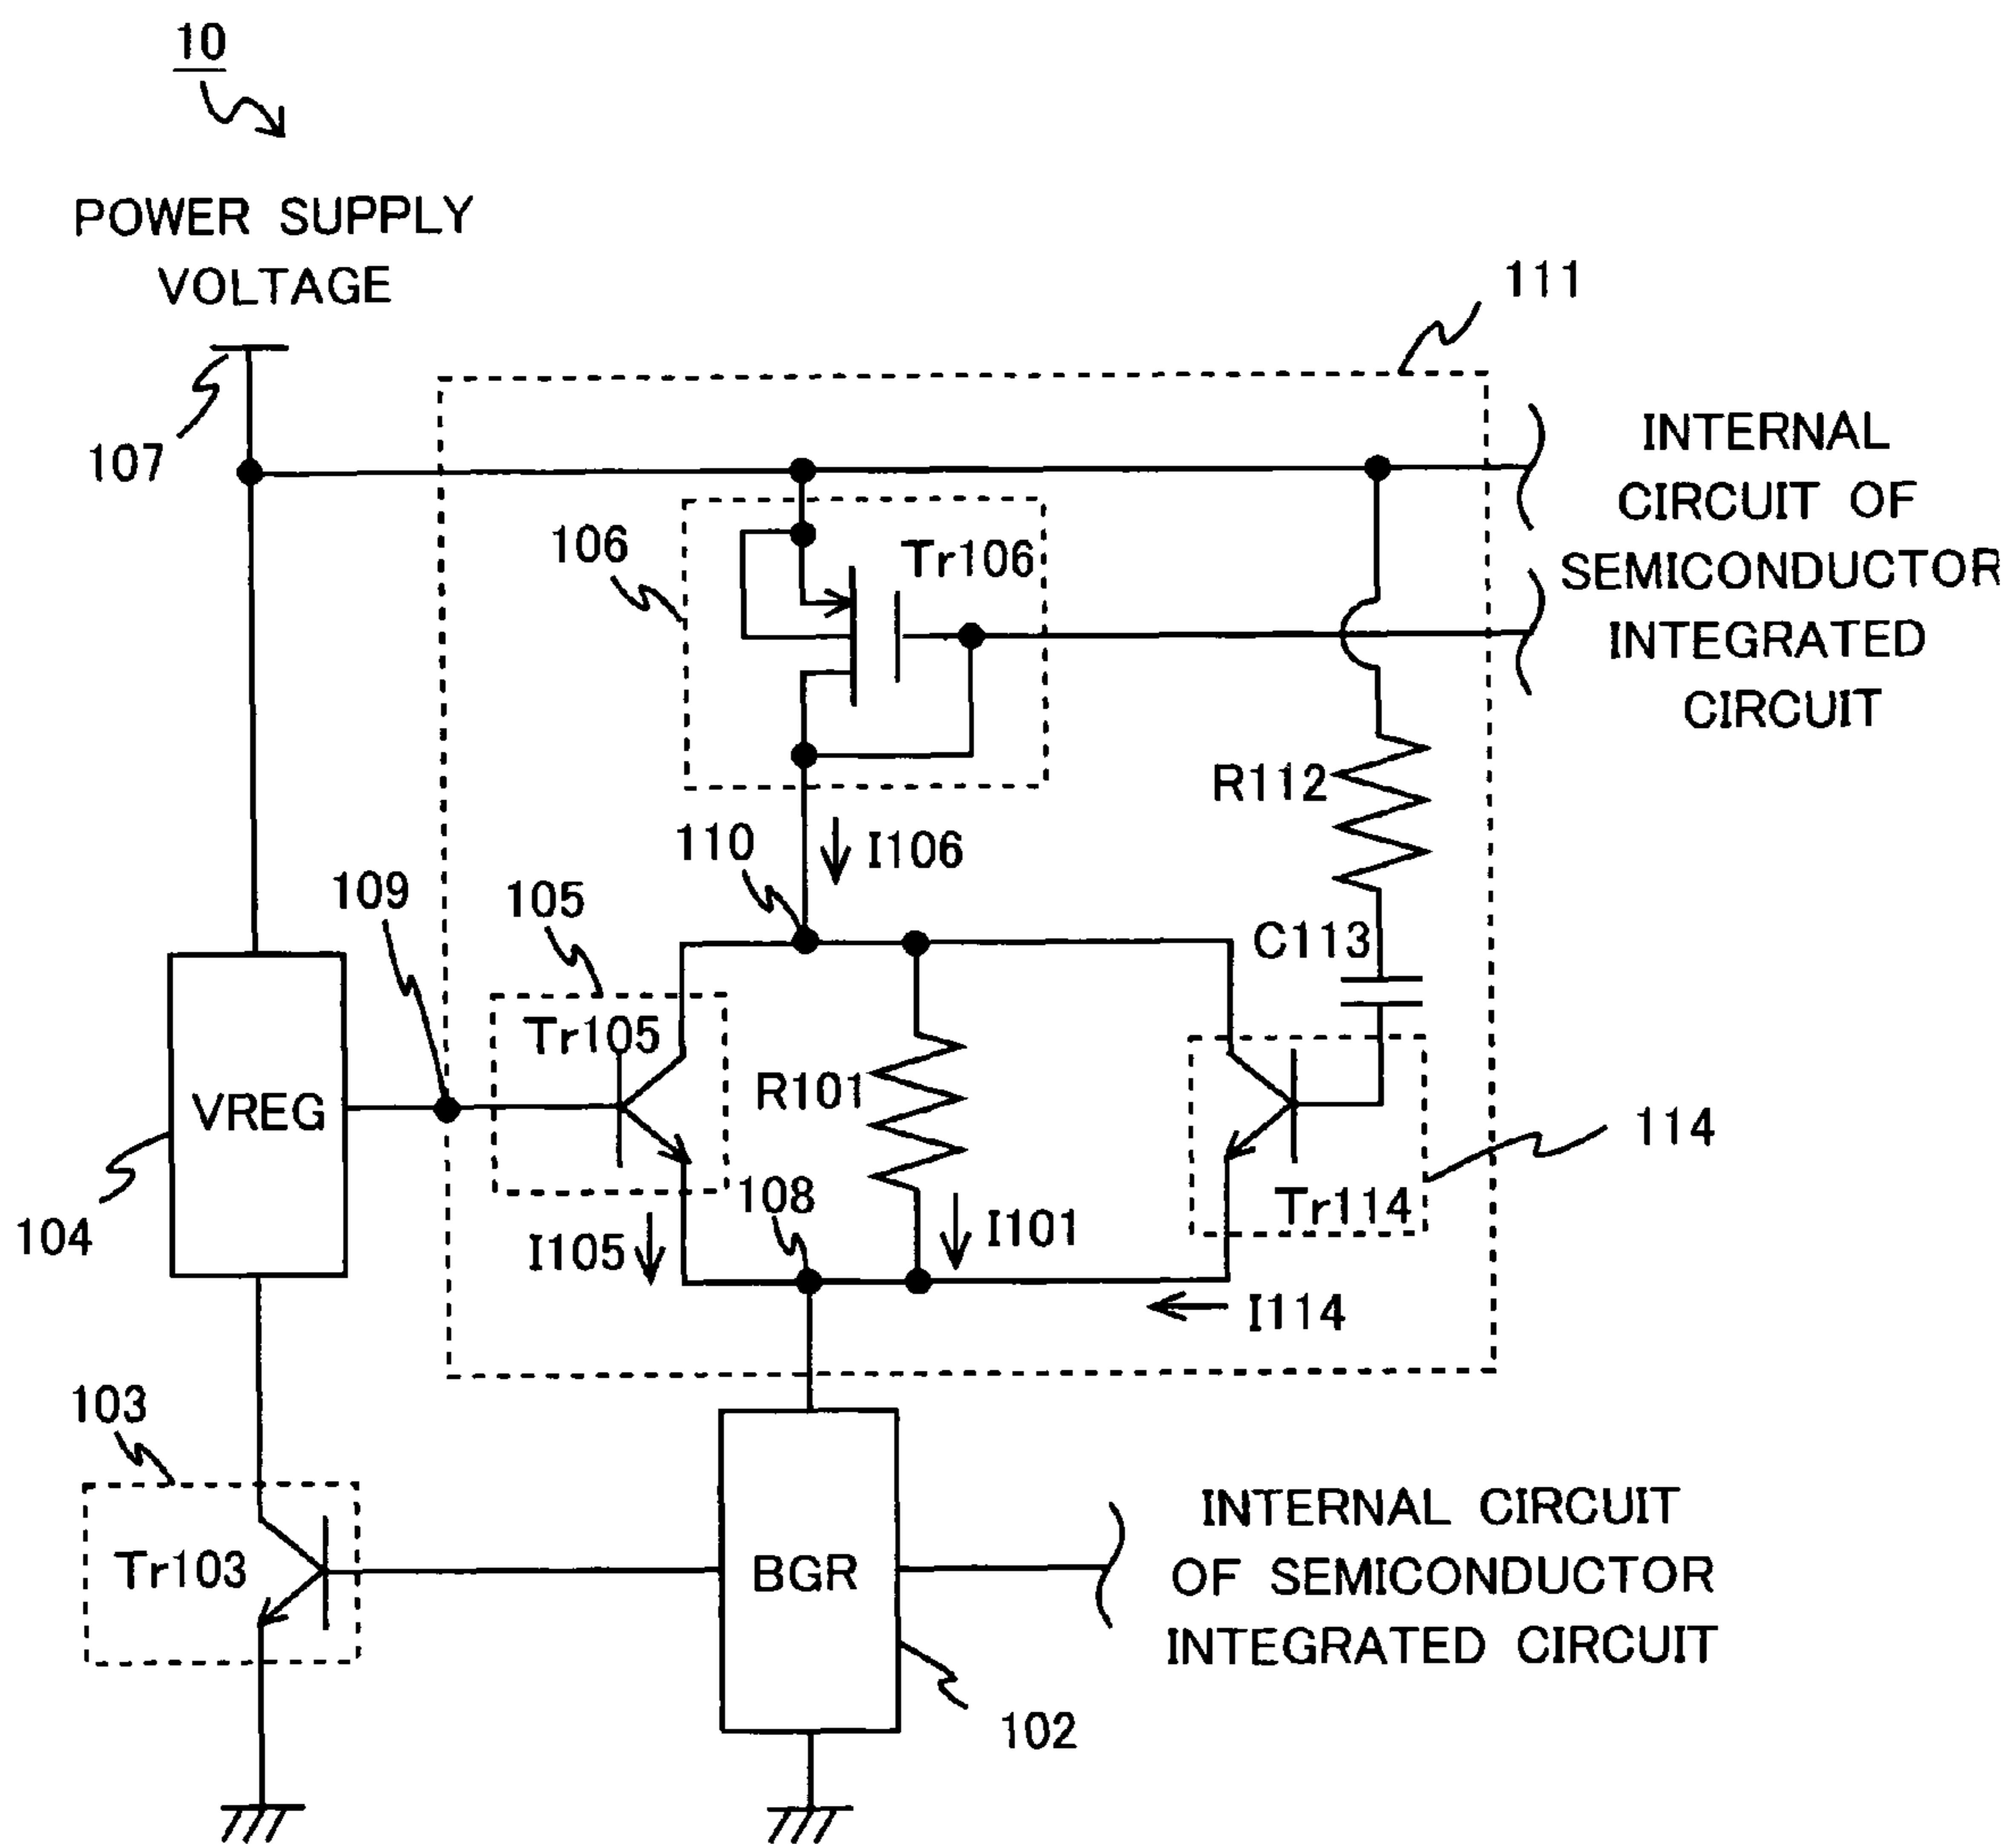 10
POWER SUPPLY
VOLTAGE
111
107
INTERNAL
CIRCUIT OF
SEMICONDUCTOR
INTEGRATED
CIRCUIT
106
Tr106
R112
110
I106
109
105
C113
Tr105
VREG
R101
114
104
108
Tr114
I105
I101
I114
103
Tr103
BGR
INTERNAL CIRCUIT
OF SEMICONDUCTOR
INTEGRATED CIRCUIT
102